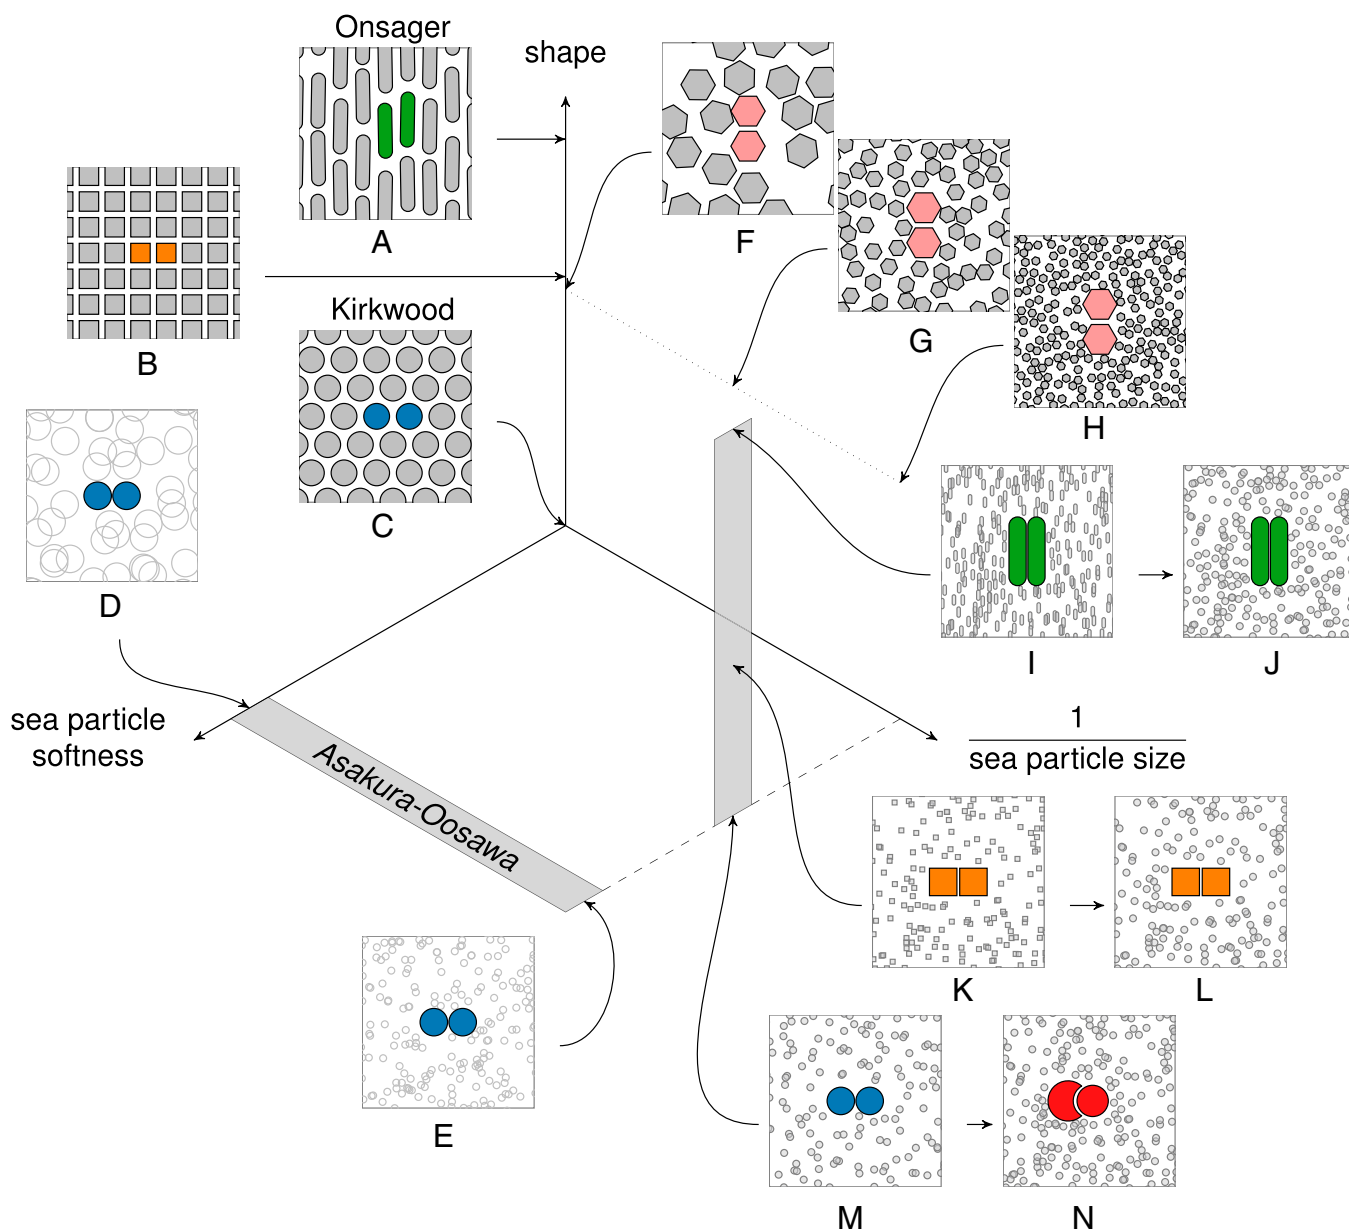 Onsager
shape
A
F
B
Kirkwood
G
C
H
D
I
J
sea particle
softness
1
sea particle size
Asakura-Oosawa
K
L
E
M
N